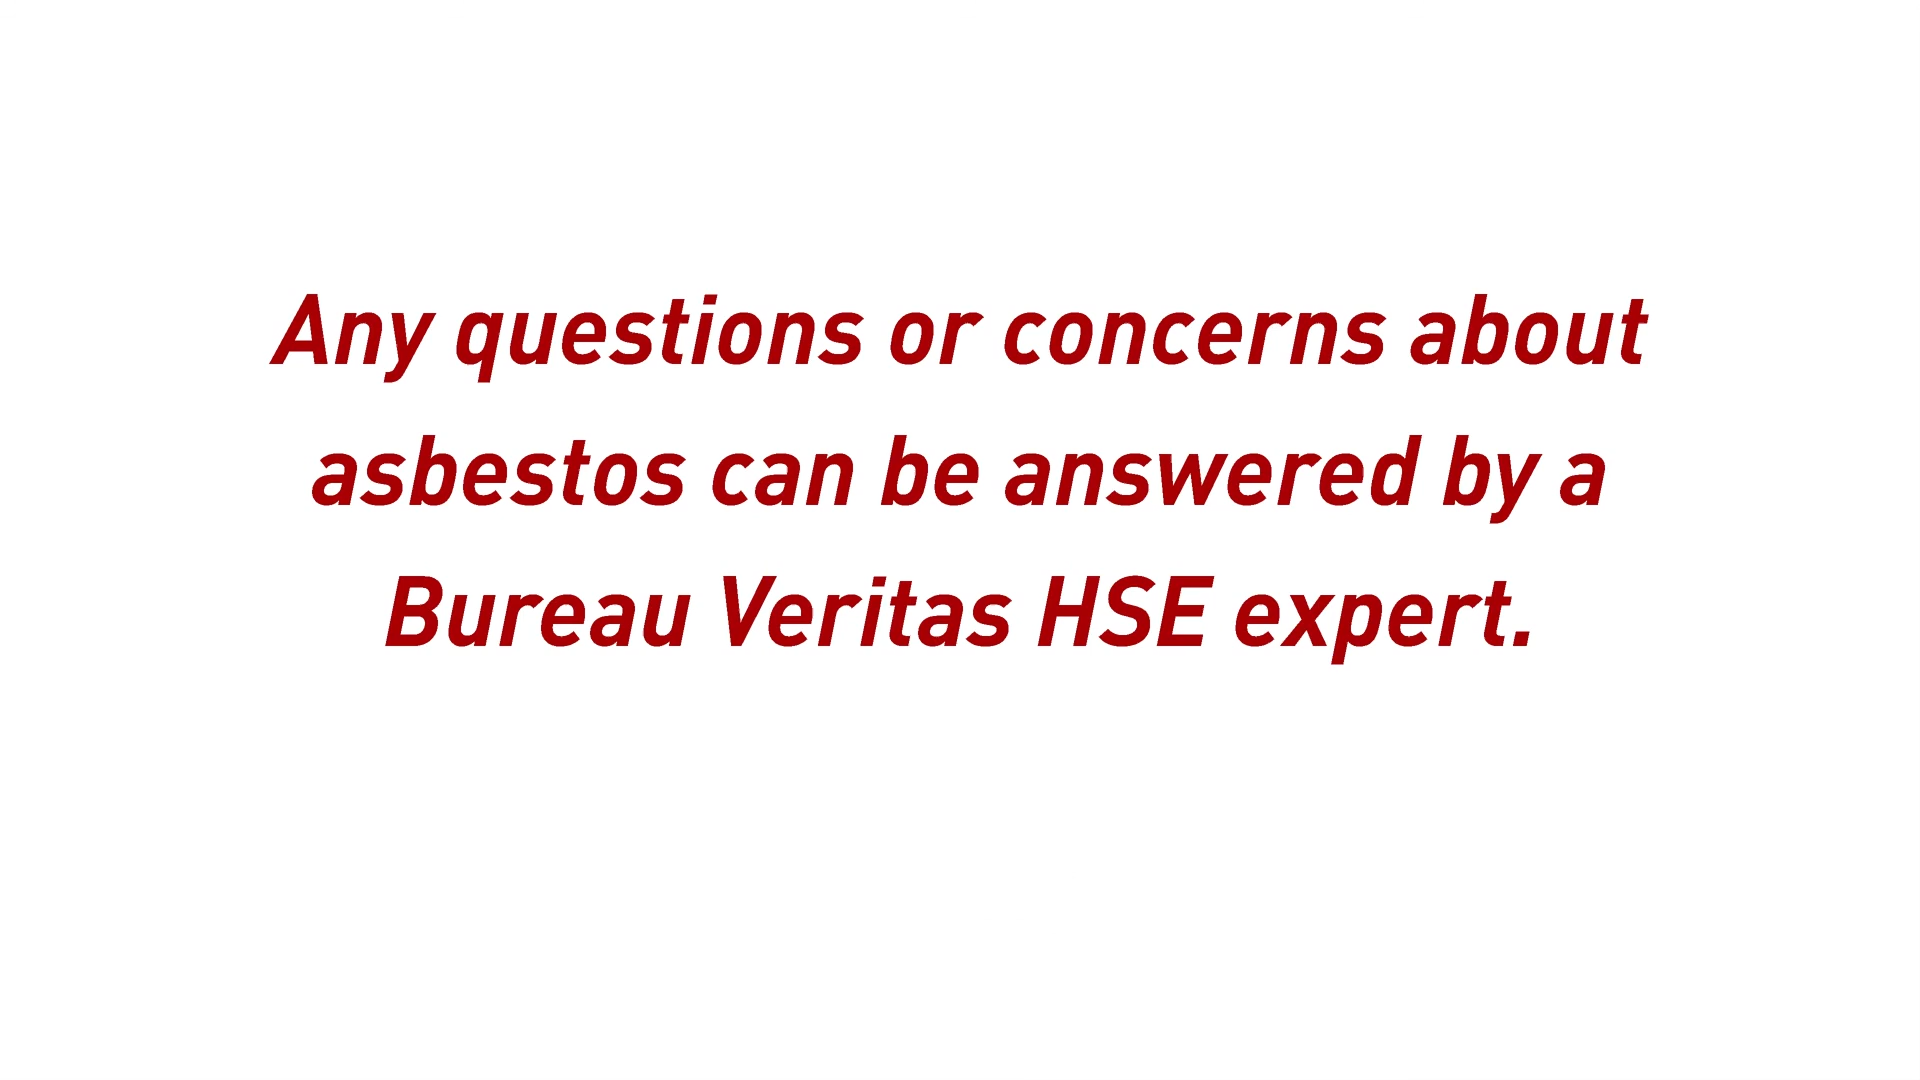 Any questions or concerns about
asbestos can be answered by a
Bureau Veritas HSE expert.